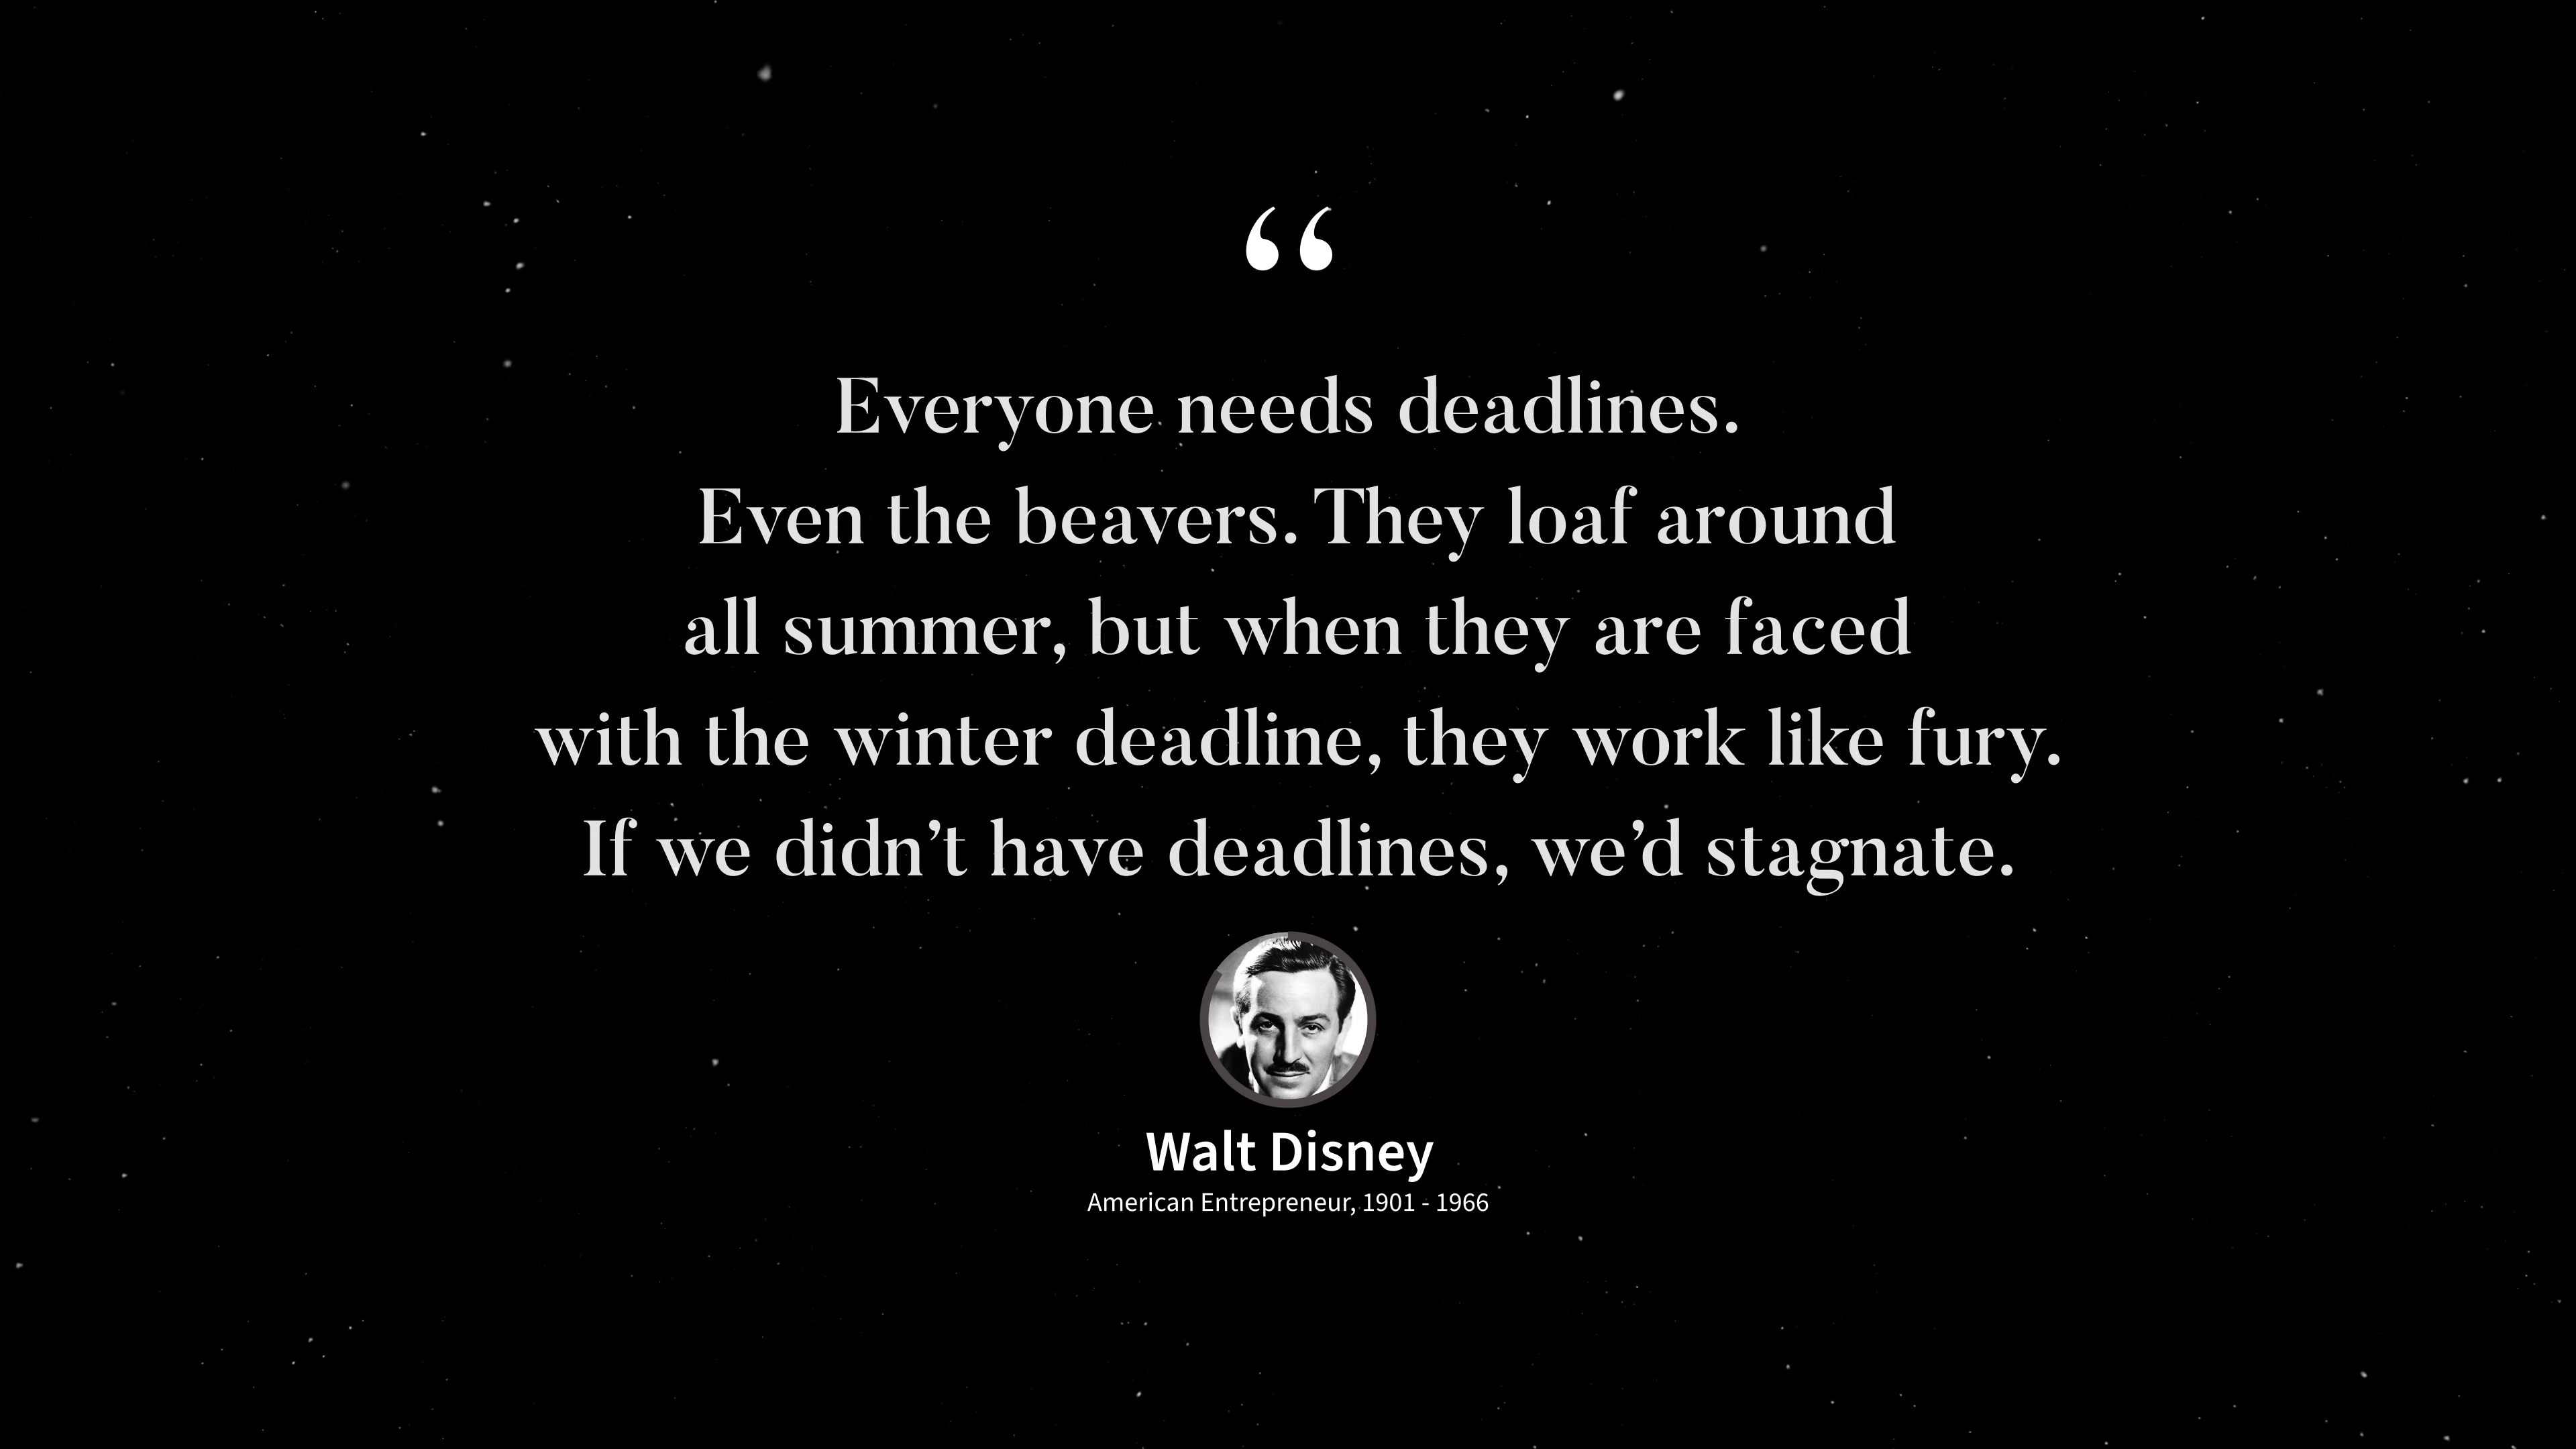 “
Everyone needs deadlines.
Even the beavers. They loaf around
all summer, but when they are faced
with the winter deadline, they work like fury.
If we didn’t have deadlines, we’d stagnate.
Walt Disney
American Entrepreneur, 1901 - 1966